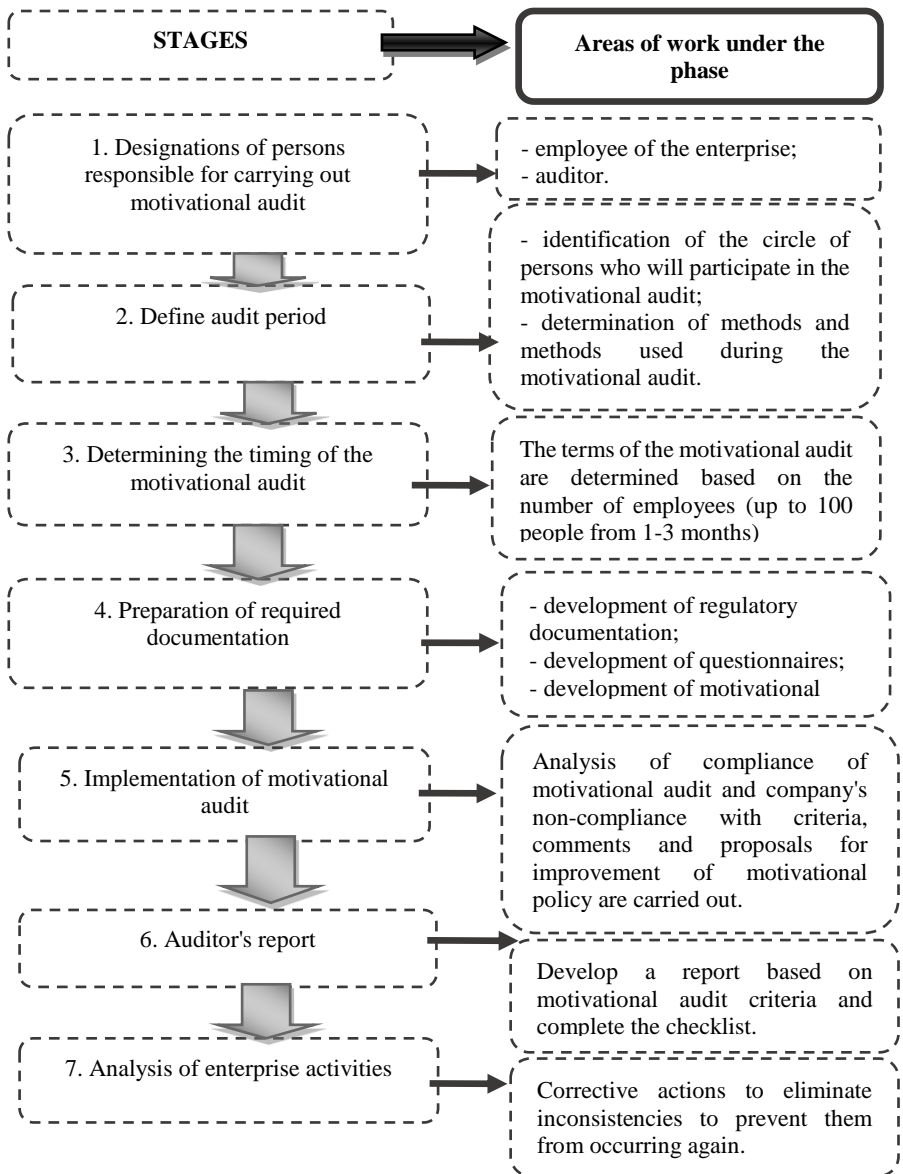 STAGES
Areas of work under the
phase
1. Designations of persons
responsible for carrying out
motivational audit
- employee of the enterprise;
- auditor.
- identification of the circle of
persons who will participate in the
motivational audit;
- determination of methods and
methods used during the
motivational audit.
2. Define audit period
3. Determining the timing of the
motivational audit
The terms of the motivational audit
are determined based on the
number of employees (up to 100
people from 1-3 months)
4. Preparation of required
documentation
- development of regulatory
documentation;
- development of questionnaires;
- development of motivational
5. Implementation of motivational
audit
Analysis of compliance of
motivational audit and company's
non-compliance with criteria,
comments and proposals for
improvement of motivational
policy are carried out.
6. Auditor's report
Develop a report based on
motivational audit criteria and
complete the checklist.
7. Analysis of enterprise activities
Corrective actions to eliminate
inconsistencies to prevent them
from occurring again.